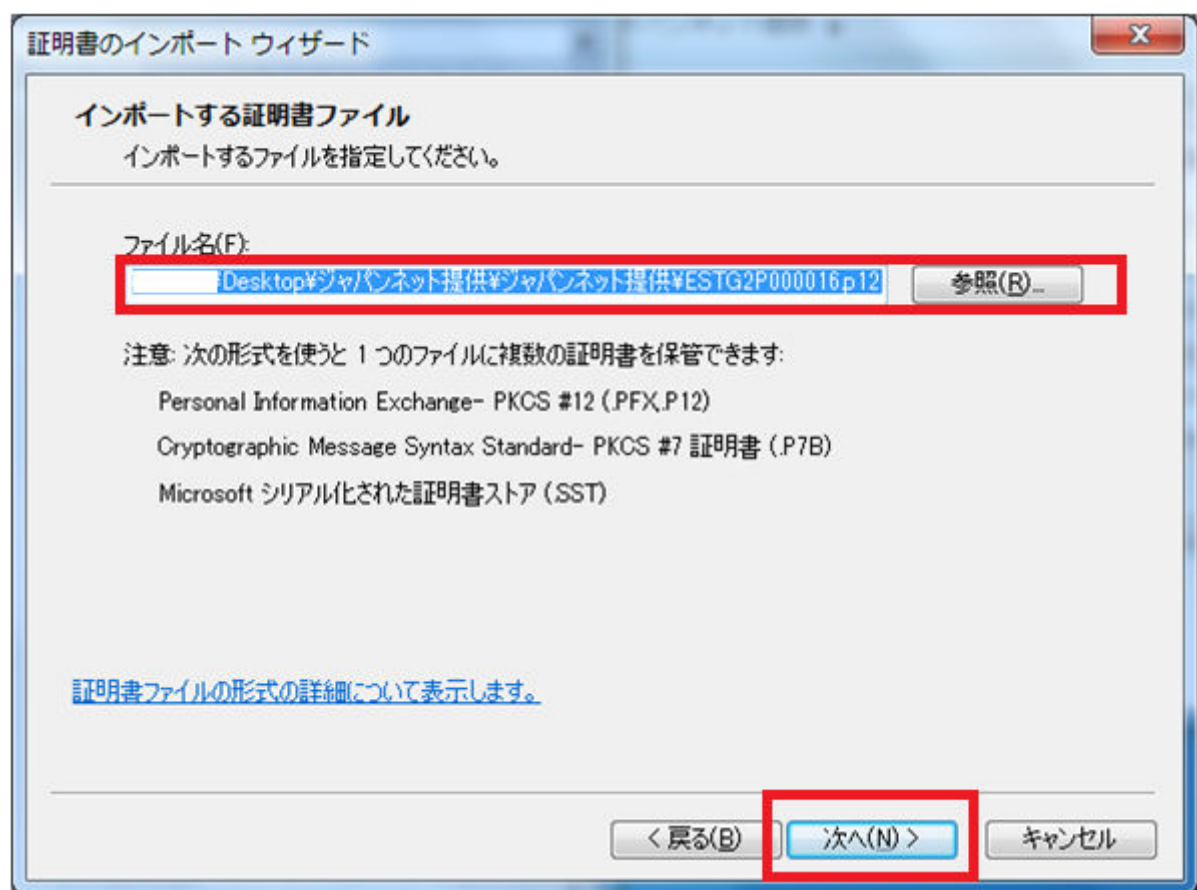 証明書のインポート ウィザード
インポートする証明書ファイル
インポートするファイルを指定してください。
ファイル名(F):
¥Desktop¥ジャパンネット提供¥ジャパンネット提供¥ESTG2P000016p12
参照(R)...
注意: 次の形式を使うと 1 つのファイルに複数の証明書を保管できます:
Personal Information Exchange- PKCS #12 (.PFX,.P12)
Cryptographic Message Syntax Standard- PKCS #7 証明書 (.P7B)
Microsoft シリアル化された証明書ストア (.SST)
証明書ファイルの形式の詳細について表示します。
< 戻る(B)
次へ(N) >
キャンセル